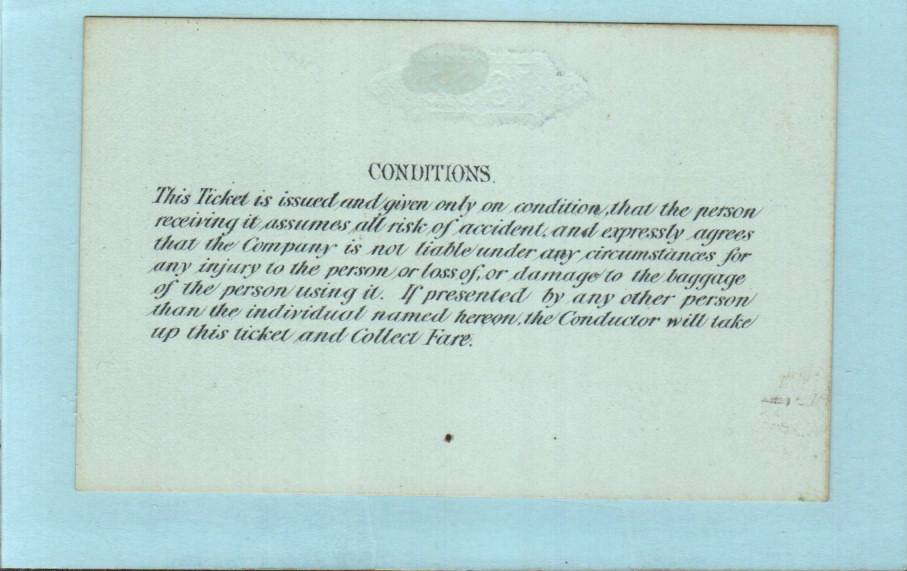 CONDITIONS.
This Ticket is issued and given only on condition, that the person
receiving it assumes all risk of accident, and expressly agrees
that the Company is not liable under any circumstances for
any injury to the person, or loss of, or damage to the baggage
of the person using it. If presented by any other person
than the individual named hereon, the Conductor will take
up this ticket and Collect Fare.